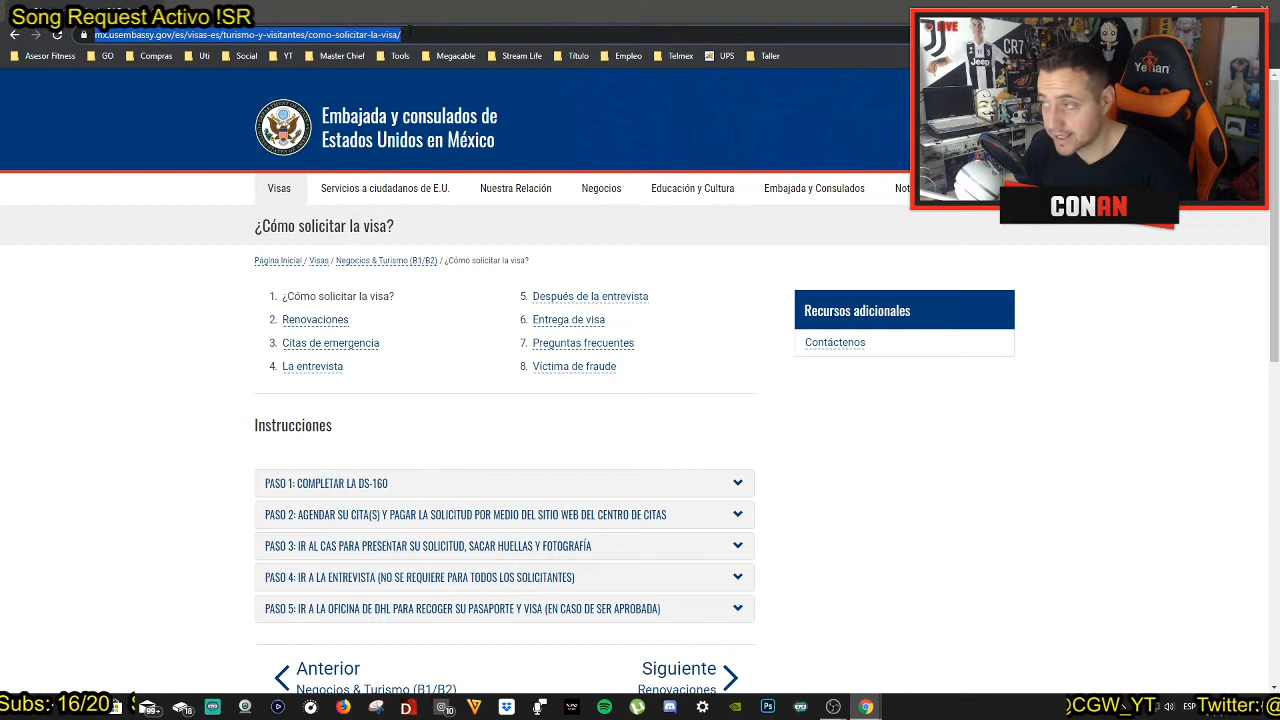 Song Request Activo !SR
mx.usembassy.gov/es/visas-es/turismo-y-visitantes/como-solicitar-la-visa/
Asesor Fitness GO Compras Uti Social YT Master Chief Tools Megacable Stream Life Título Empleo Telmex UPS Taller
LIVE
CR7
Jeep
CONAN
Embajada y consulados de
Estados Unidos en México
Visas Servicios a ciudadanos de E.U. Nuestra Relación Negocios Educación y Cultura Embajada y Consulados Not
¿Cómo solicitar la visa?
Página Inicial / Visas / Negocios & Turismo (B1/B2) / ¿Cómo solicitar la visa?
1. ¿Cómo solicitar la visa?
2. Renovaciones
3. Citas de emergencia
4. La entrevista
5. Después de la entrevista
6. Entrega de visa
7. Preguntas frecuentes
8. Víctima de fraude
Recursos adicionales
Contáctenos
Instrucciones
PASO 1: COMPLETAR LA DS-160
PASO 2: AGENDAR SU CITA(S) Y PAGAR LA SOLICITUD POR MEDIO DEL SITIO WEB DEL CENTRO DE CITAS
PASO 3: IR AL CAS PARA PRESENTAR SU SOLICITUD, SACAR HUELLAS Y FOTOGRAFÍA
PASO 4: IR A LA ENTREVISTA (NO SE REQUIERE PARA TODOS LOS SOLICITANTES)
PASO 5: IR A LA OFICINA DE DHL PARA RECOGER SU PASAPORTE Y VISA (EN CASO DE SER APROBADA)
Anterior
Negocios & Turismo (B1/B2)
Siguiente
Renovaciones
Subs: 16/20
ESP
@CGW_YT
Twitter: @